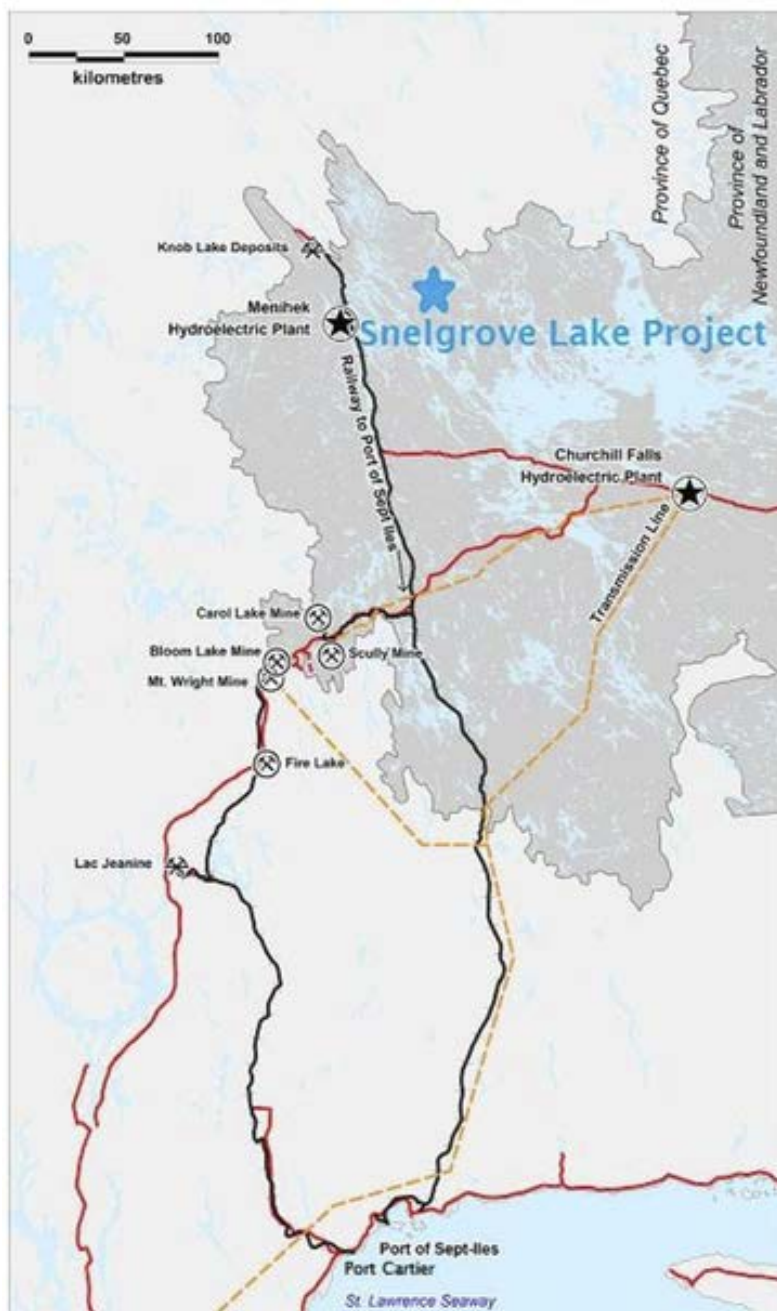 0 50 100
kilometres
Province of Quebec
Province of
Newfoundland and Labrador
Knob Lake Deposits
Menihek
Hydroelectric Plant
Snelgrove Lake Project
Railway to Port of Sept Iles
Churchill Falls
Hydroelectric Plant
Transmission Line
Carol Lake Mine
Bloom Lake Mine
Scully Mine
Mt. Wright Mine
Fire Lake
Lac Jeanine
Port of Sept-Iles
Port Cartier
St. Lawrence Seaway